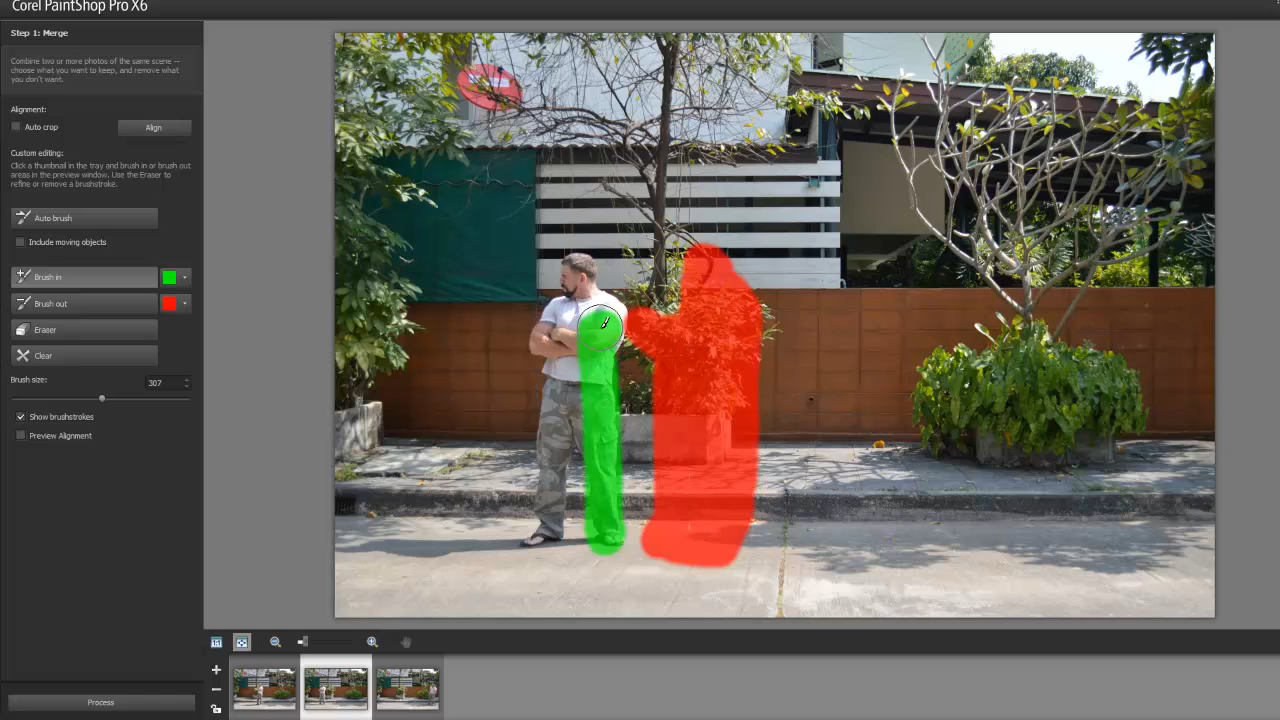 Corel PaintShop Pro X6
Step 1: Merge
Combine two or more photos of the same scene --
choose what you want to keep, and remove what
you don't want.
Alignment:
Auto crop
Align
Custom editing:
Click a thumbnail in the tray and brush in or brush out
areas in the preview window. Use the Eraser to
refine or remove a brushstroke.
Auto brush
Include moving objects
Brush in
Brush out
Eraser
Clear
Brush size:
307
Show brushstrokes
Preview Alignment
1:1
Process